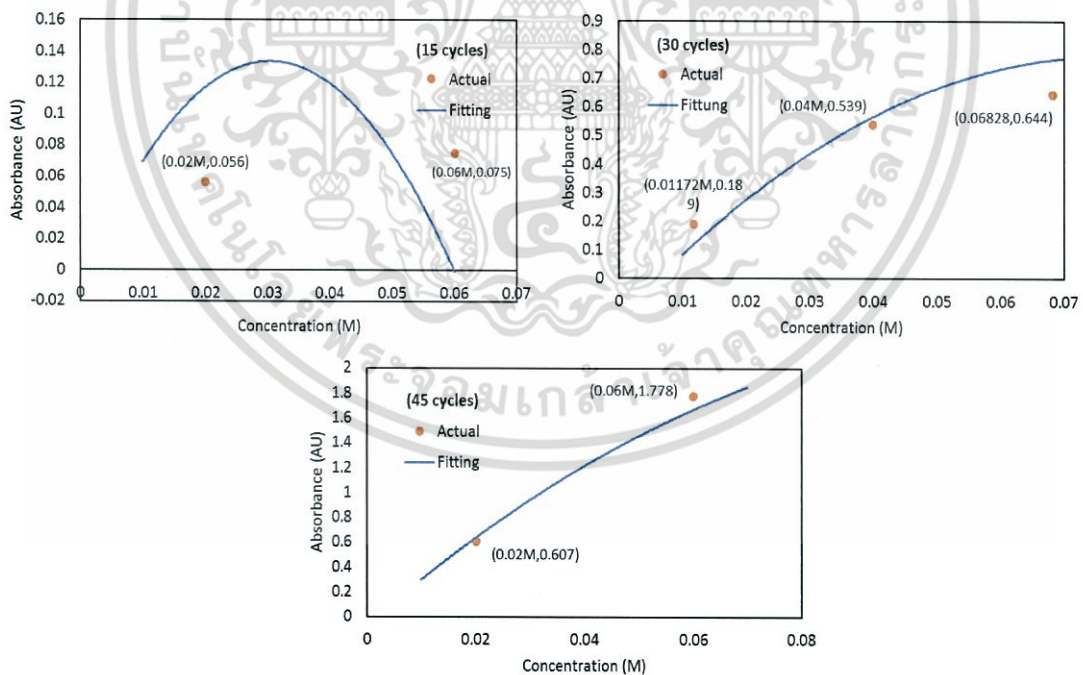 0.16
0.14
0.12
0.1
0.08
0.06
0.04
0.02
0
-0.02
Absorbance (AU)
(15 cycles)
Actual
Fitting
(0.02M,0.056)
(0.06M,0.075)
0 0.01 0.02 0.03 0.04 0.05 0.06 0.07
Concentration (M)
0.9
0.8
0.7
0.6
0.5
0.4
0.3
0.2
0.1
0
Absorbance (AU)
(30 cycles)
Actual
Fittung
(0.04M,0.539)
(0.06828,0.644)
(0.01172M,0.18
9)
0 0.01 0.02 0.03 0.04 0.05 0.06 0.07
Concentration (M)
2
1.8
1.6
1.4
1.2
1
0.8
0.6
0.4
0.2
0
Absorbance (AU)
(45 cycles)
Actual
Fitting
(0.06M,1.778)
(0.02M,0.607)
0 0.02 0.04 0.06 0.08
Concentration (M)